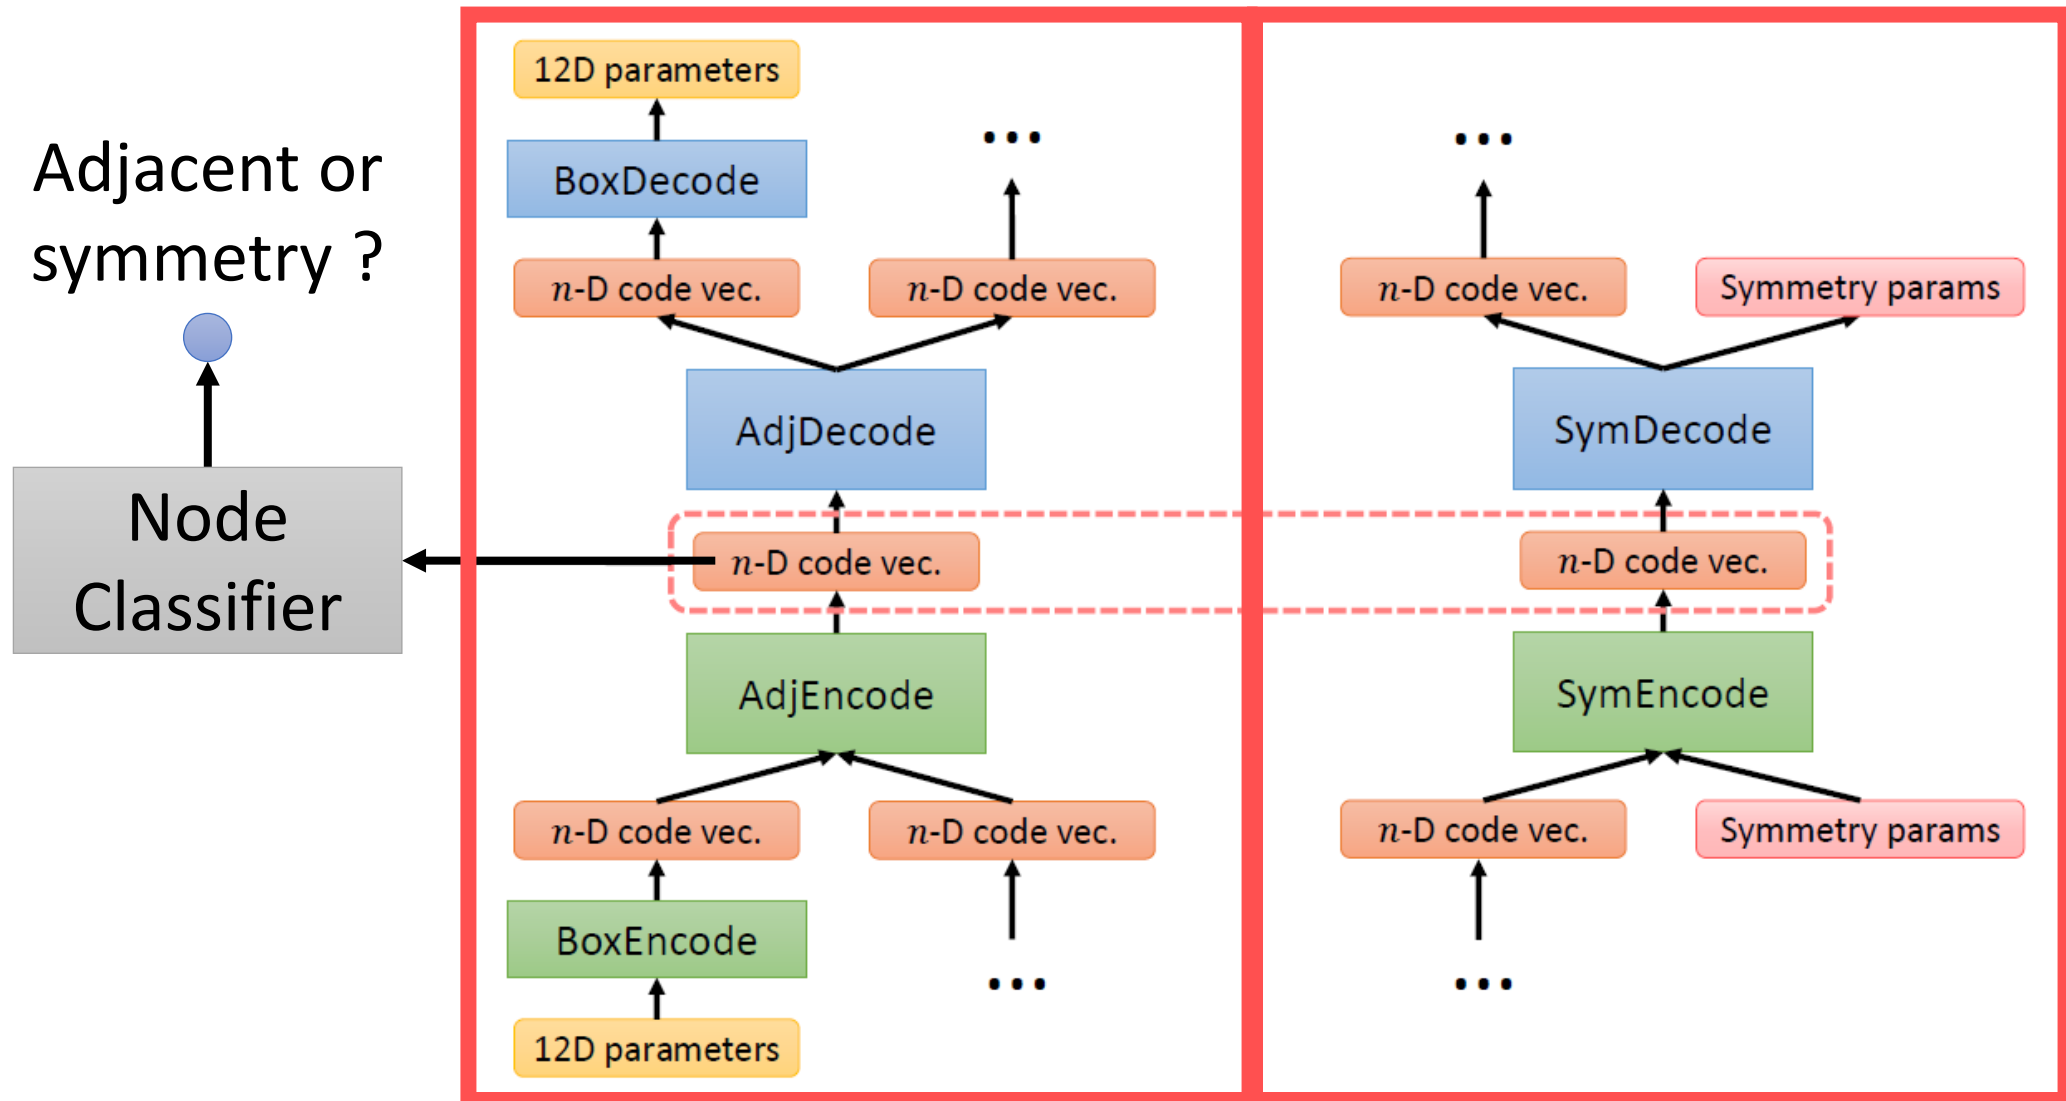 Adjacent or
symmetry ?
Node
Classifier
12D parameters
BoxDecode
...
n-D code vec.
n-D code vec.
AdjDecode
n-D code vec.
AdjEncode
n-D code vec.
n-D code vec.
BoxEncode
...
12D parameters
...
n-D code vec.
Symmetry params
SymDecode
n-D code vec.
SymEncode
n-D code vec.
Symmetry params
...